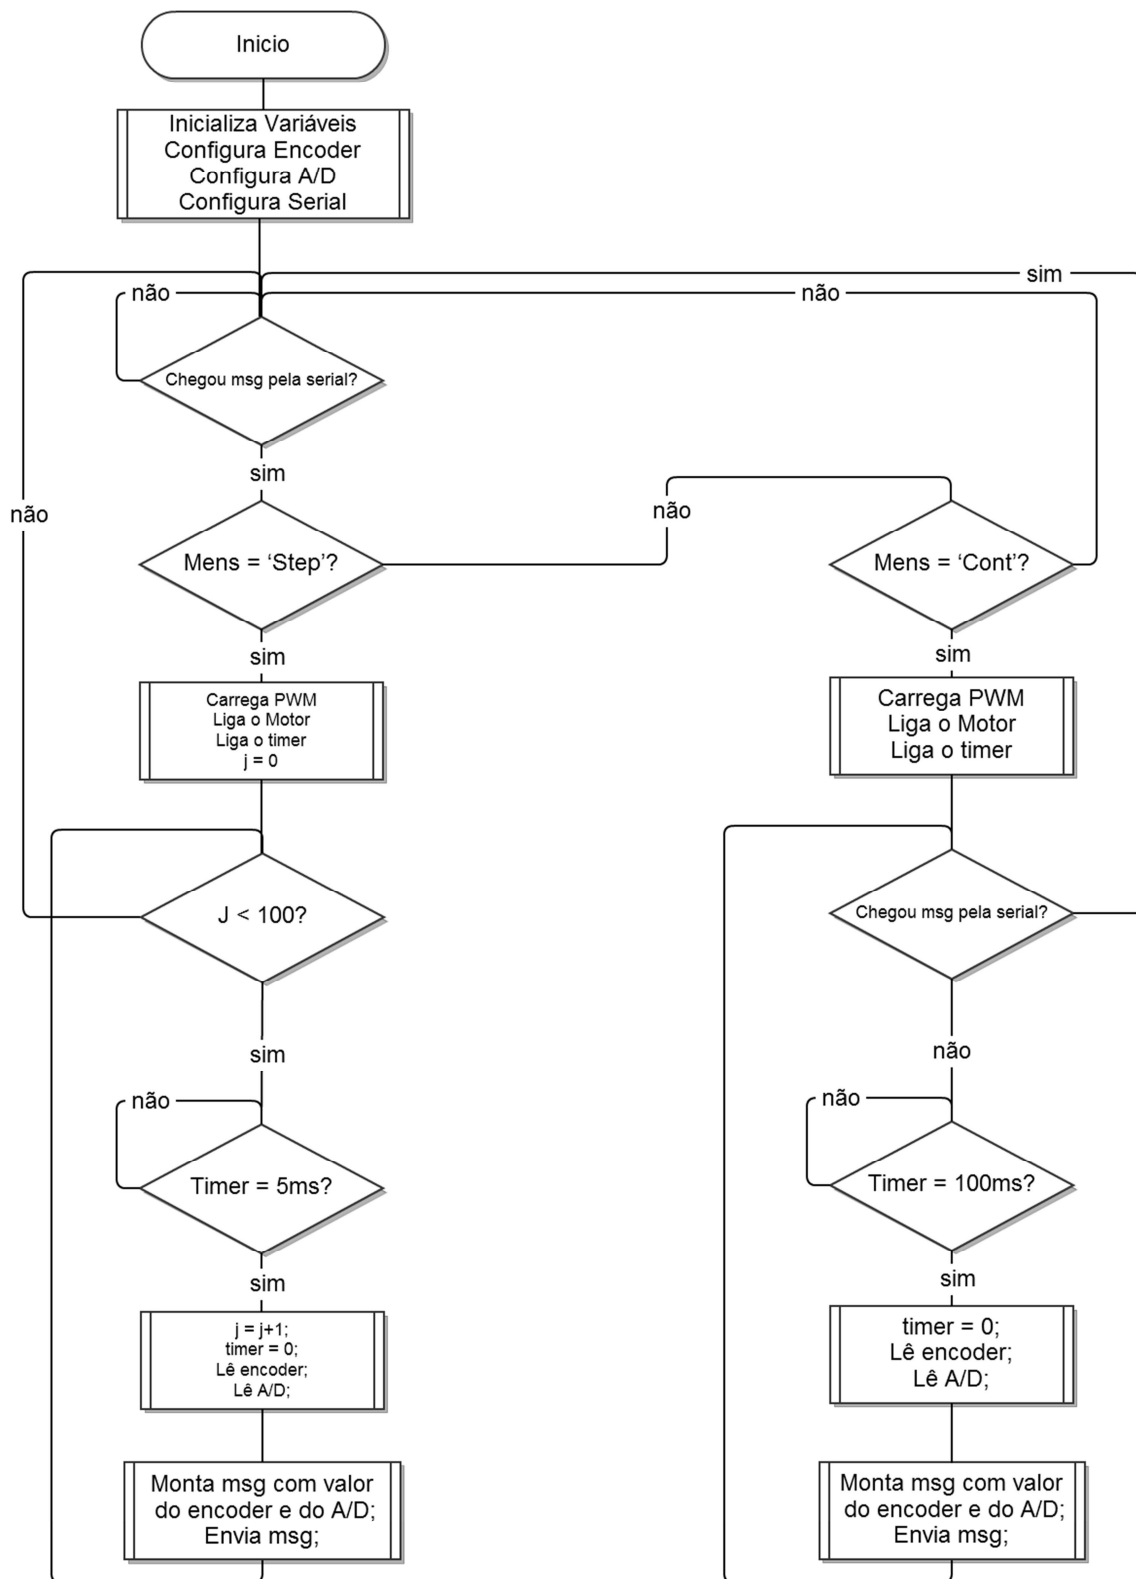 Inicio
Inicializa Variáveis
Configura Encoder
Configura A/D
Configura Serial
sim
não
não
Chegou msg pela serial?
sim
não
não
Mens = ‘Step’?
Mens = ‘Cont’?
sim
sim
Carrega PWM
Liga o Motor
Liga o timer
j = 0
Carrega PWM
Liga o Motor
Liga o timer
J < 100?
Chegou msg pela serial?
sim
não
não
não
Timer = 5ms?
Timer = 100ms?
sim
sim
j = j+1;
timer = 0;
Lê encoder;
Lê A/D;
timer = 0;
Lê encoder;
Lê A/D;
Monta msg com valor
do encoder e do A/D;
Envia msg;
Monta msg com valor
do encoder e do A/D;
Envia msg;